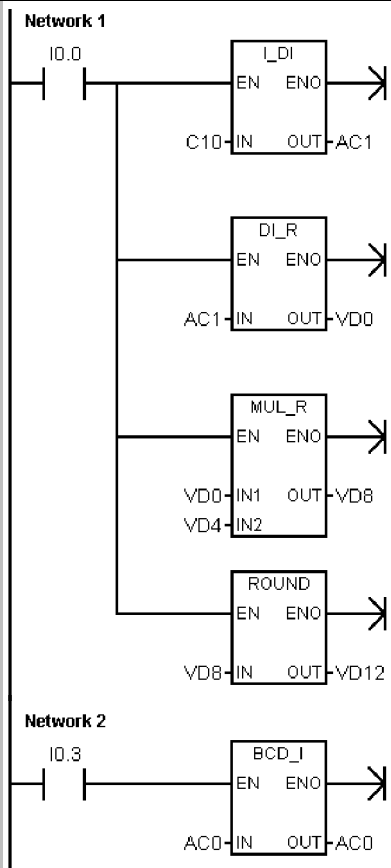 Network 1
I0.0
I_DI
EN ENO
C10 IN OUT AC1
DI_R
EN ENO
AC1 IN OUT VD0
MUL_R
EN ENO
VD0 IN1 OUT VD8
VD4 IN2
ROUND
EN ENO
VD8 IN OUT VD12
Network 2
I0.3
BCD_I
EN ENO
AC0 IN OUT AC0